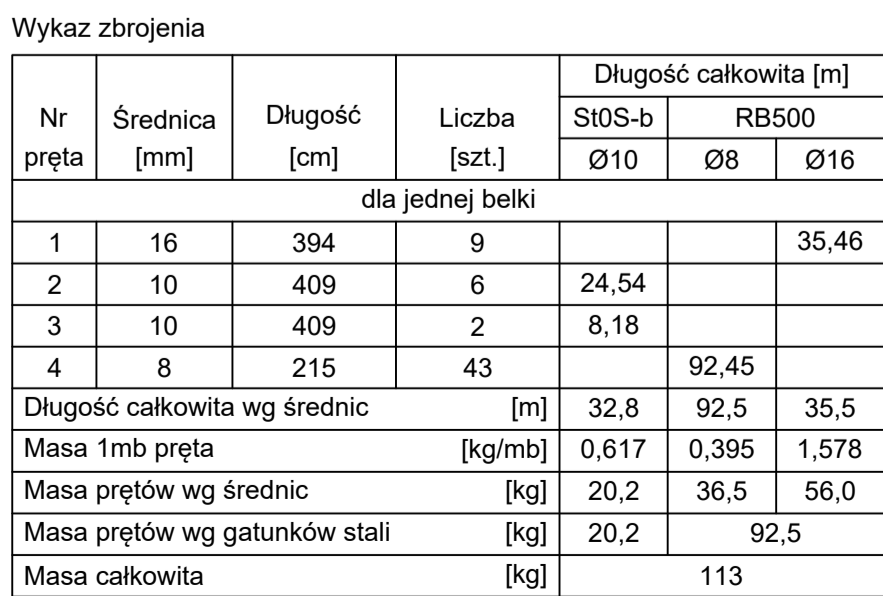 Wykaz zbrojenia
Nr pręta Średnica [mm] Długość [cm] Liczba [szt.] Długość całkowita [m]
St0S-b RB500
Ø10 Ø8 Ø16
dla jednej belki
1 16 394 9 35,46
2 10 409 6 24,54
3 10 409 2 8,18
4 8 215 43 92,45
Długość całkowita wg średnic [m] 32,8 92,5 35,5
Masa 1mb pręta [kg/mb] 0,617 0,395 1,578
Masa prętów wg średnic [kg] 20,2 36,5 56,0
Masa prętów wg gatunków stali [kg] 20,2 92,5
Masa całkowita [kg] 113